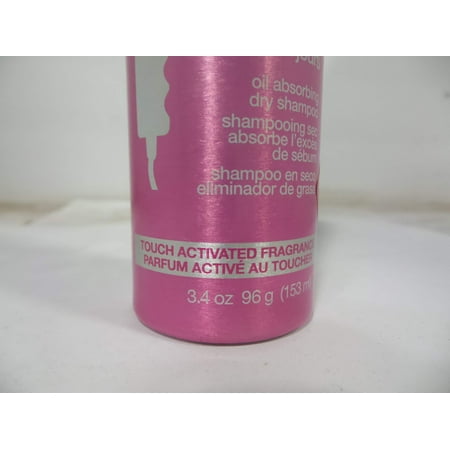 jours
oil absorbing
dry shampoo
shampooing sec
absorbe l'excès
de sébum
shampoo en seco
eliminador de grasa
TOUCH ACTIVATED FRAGRANCE
PARFUM ACTIVÉ AU TOUCHER
3.4 oz 96 g (153 ml